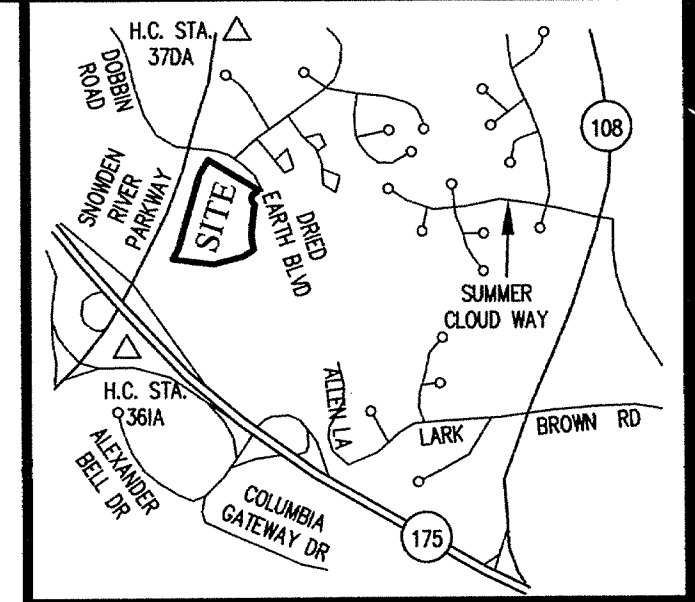 H.C. STA.
37DA
DOBBIN
ROAD
108
SNOWDEN
RIVER
PARKWAY
SITE
DRIED
EARTH BLVD
SUMMER
CLOUD WAY
H.C. STA.
36IA
ALLEN LA
LARK
BROWN RD
ALEXANDER
BELL DR
COLUMBIA
GATEWAY DR
175